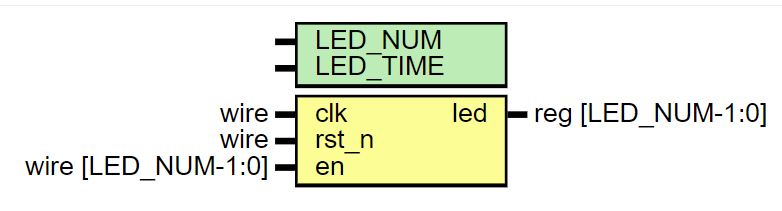 LED_NUM
LED_TIME
wire clk led reg [LED_NUM-1:0]
wire rst_n
wire [LED_NUM-1:0] en